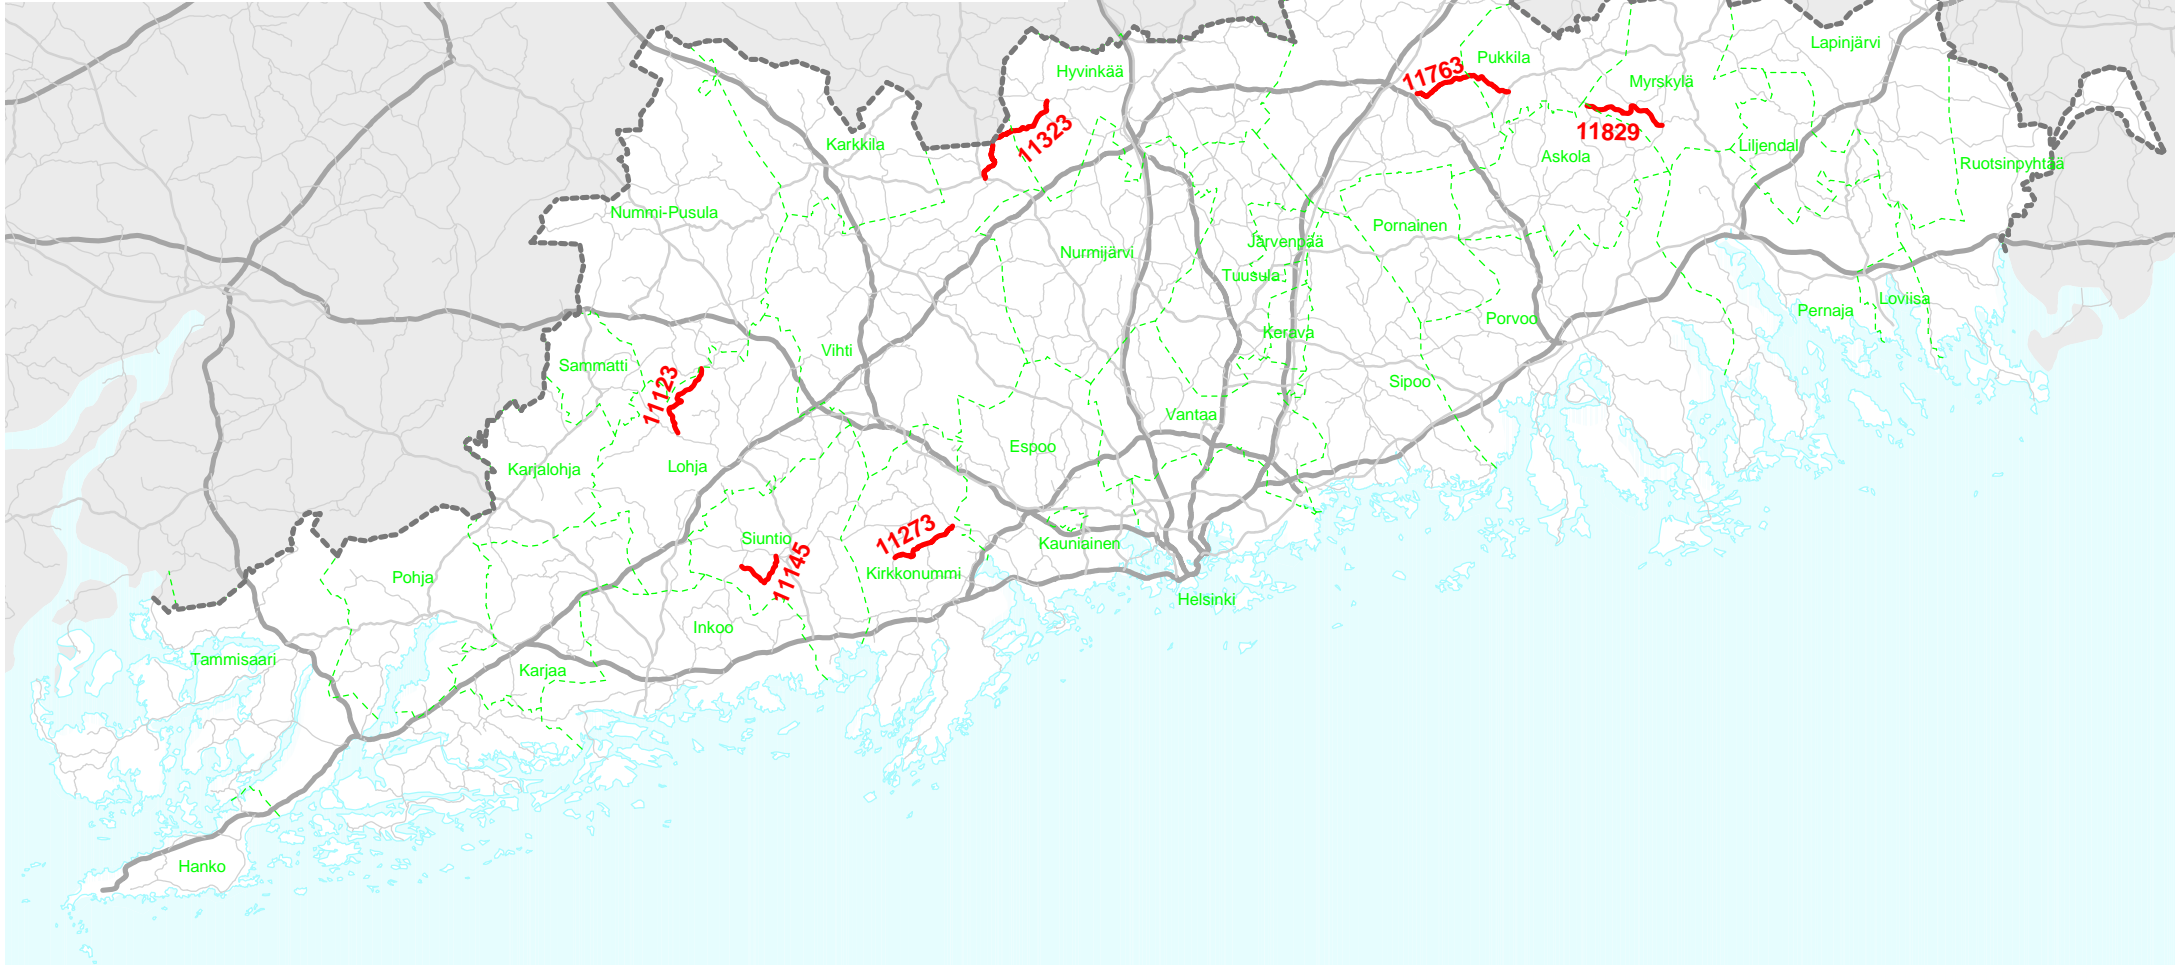 Lapinjärvi
Pukkila
Hyvinkää
11763
Myrskylä
11323
11829
Karkkila
Liljendal
Askola
Ruotsinpyhtää
Nummi-Pusula
Pornainen
Järvenpää
Nurmijärvi
Tuusula
Loviisa
Pernaja
Porvoo
Kerava
Vihti
Sammatti
Sipoo
11123
Vantaa
Espoo
Lohja
Karjalohja
11273
Siuntio
Kauniainen
11145
Kirkkonummi
Pohja
Helsinki
Inkoo
Tammisaari
Karjaa
Hanko